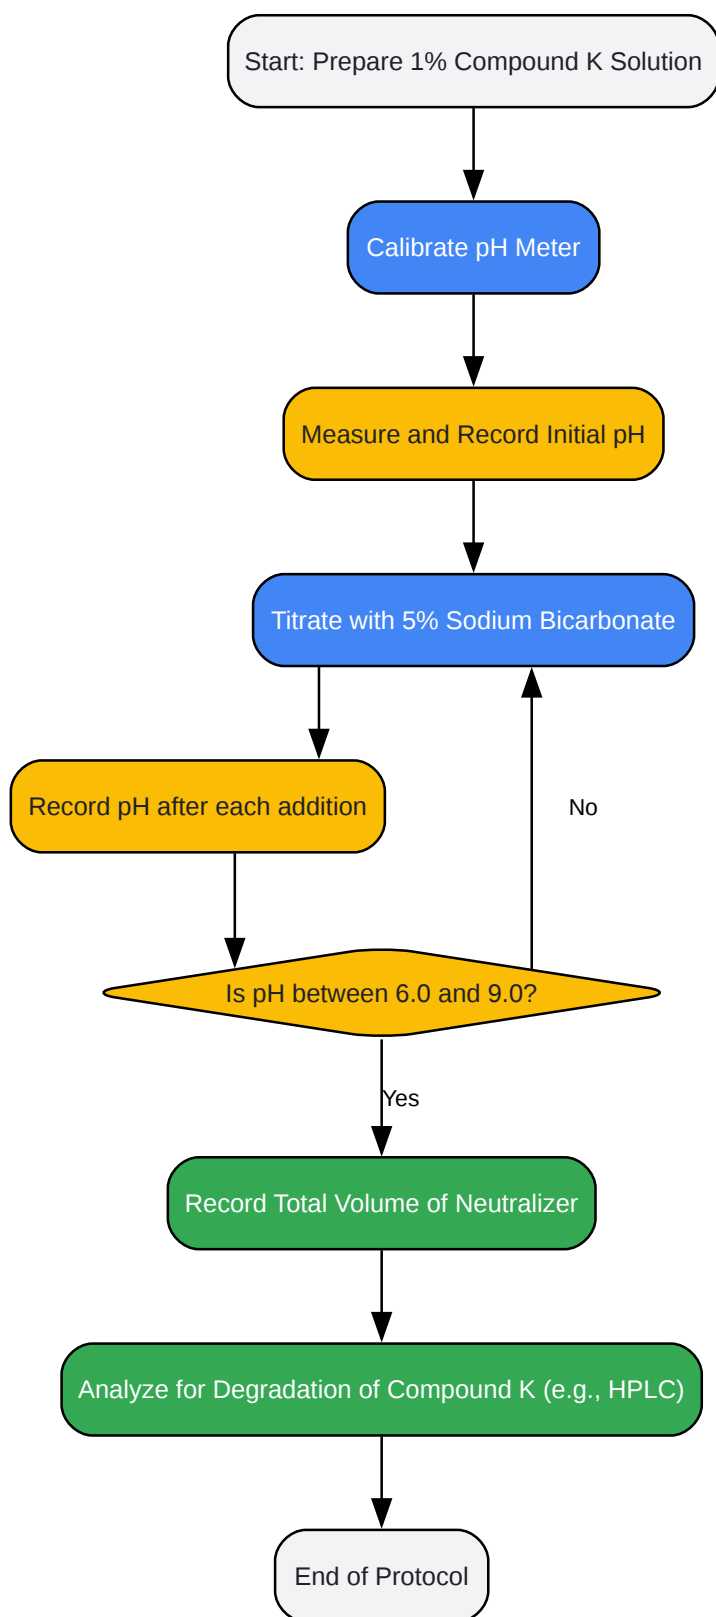 Start: Prepare 1% Compound K Solution
Calibrate pH Meter
Measure and Record Initial pH
Titrate with 5% Sodium Bicarbonate
Record pH after each addition
No
Is pH between 6.0 and 9.0?
Yes
Record Total Volume of Neutralizer
Analyze for Degradation of Compound K (e.g., HPLC)
End of Protocol